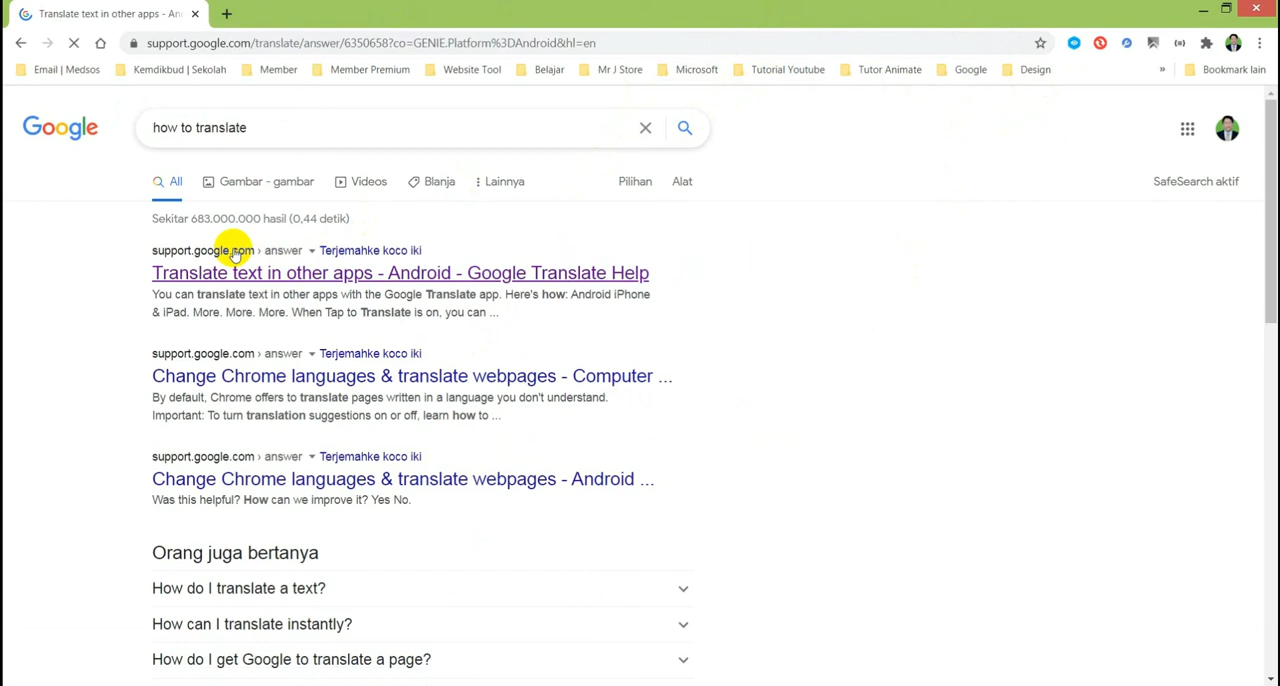 Translate text in other apps - An
support.google.com/translate/answer/6350658?co=GENIE.Platform%3DAndroid&hl=en
Email | Medsos Kemdikbud | Sekolah Member Member Premium Website Tool Belajar Mr J Store Microsoft Tutorial Youtube Tutor Animate Google Design » Bookmark lain
Google how to translate
All Gambar - gambar Videos Blanja Lainnya Pilihan Alat SafeSearch aktif
Sekitar 683.000.000 hasil (0,44 detik)
support.google.com › answer Terjemahke koco iki
Translate text in other apps - Android - Google Translate Help
You can translate text in other apps with the Google Translate app. Here's how: Android iPhone
& iPad. More. More. More. When Tap to Translate is on, you can ...
support.google.com › answer Terjemahke koco iki
Change Chrome languages & translate webpages - Computer ...
By default, Chrome offers to translate pages written in a language you don't understand.
Important: To turn translation suggestions on or off, learn how to ...
support.google.com › answer Terjemahke koco iki
Change Chrome languages & translate webpages - Android ...
Was this helpful? How can we improve it? Yes No.
Orang juga bertanya
How do I translate a text?
How can I translate instantly?
How do I get Google to translate a page?